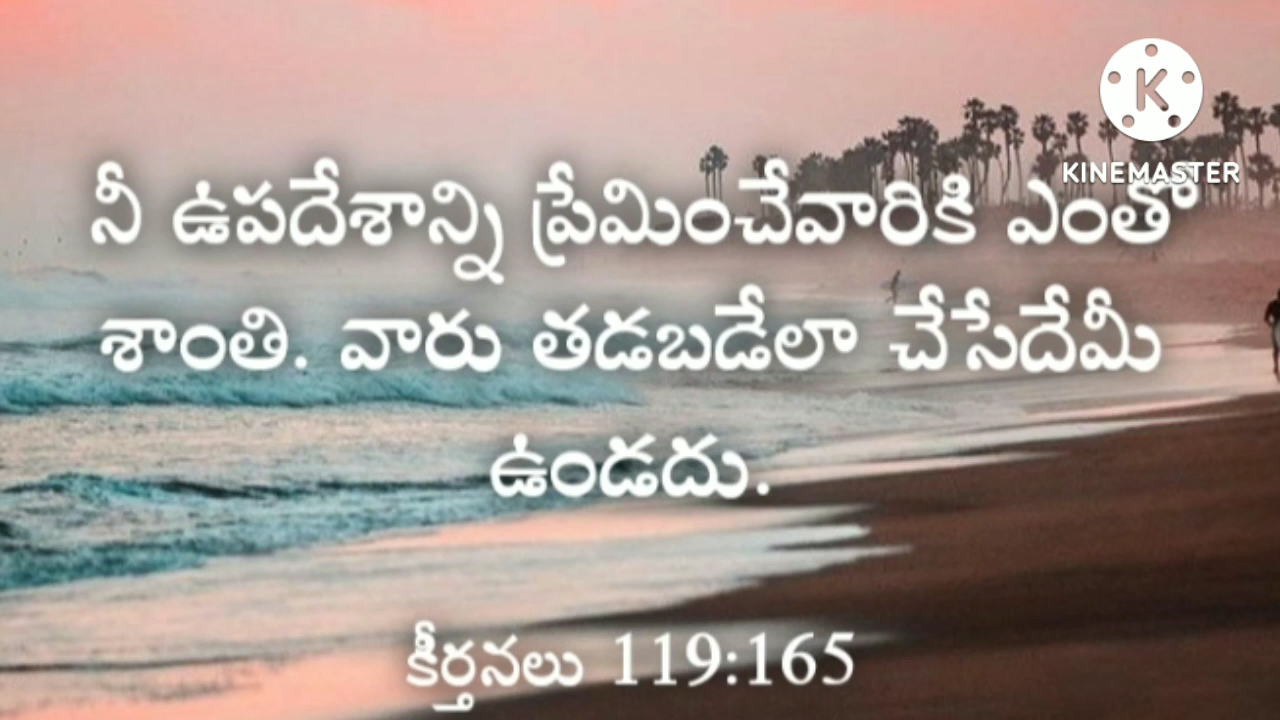 KINEMASTER
నీ ఉపదేశాన్ని ప్రేమించేవారికి ఎంతో
శాంతి. వారు తడబడేలా చేసేదేమీ
ఉండదు.
కీర్తనలు 119:165